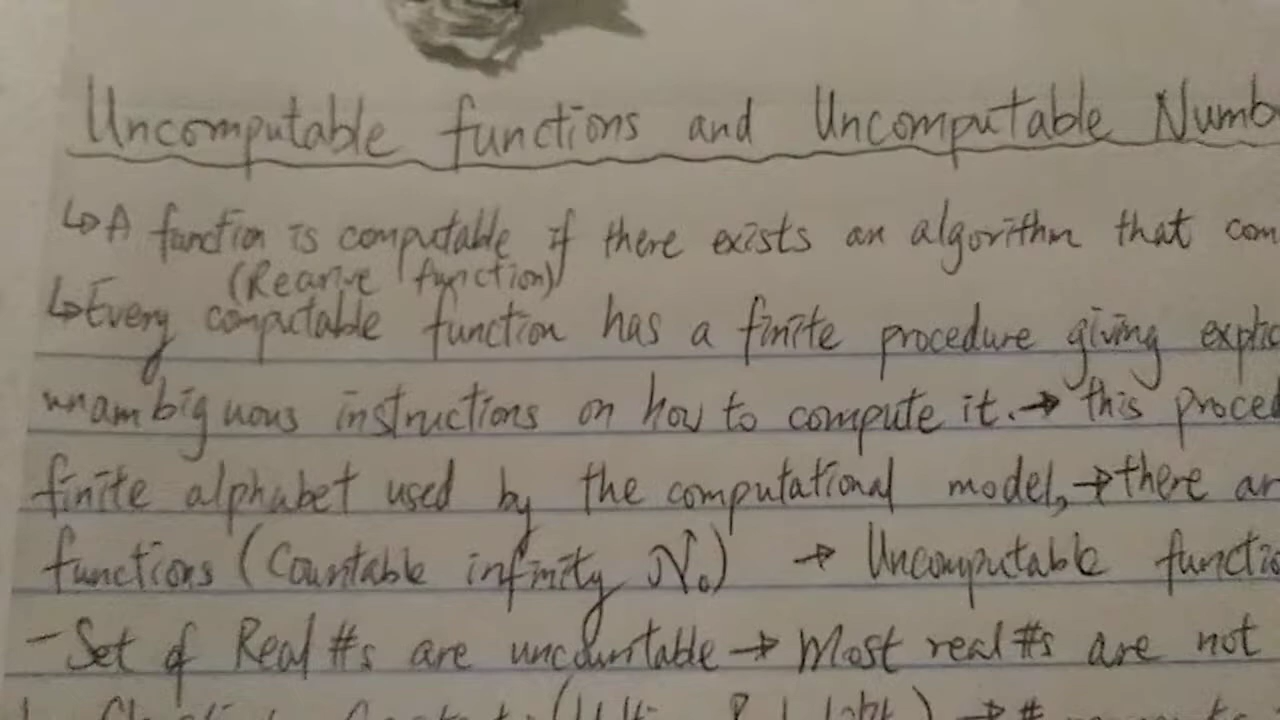 Uncomputable functions and Uncomputable Numb
↳ A function is computable if there exists an algorithm that com
(Recursive function)
↳ Every computable function has a finite procedure giving explic
unambiguous instructions on how to compute it. → this proced
finite alphabet used by the computational model, → there ar
functions (Countable infinity ℵ₀) → Uncomputable functio
- Set of Real #s are uncountable → Most real #s are not